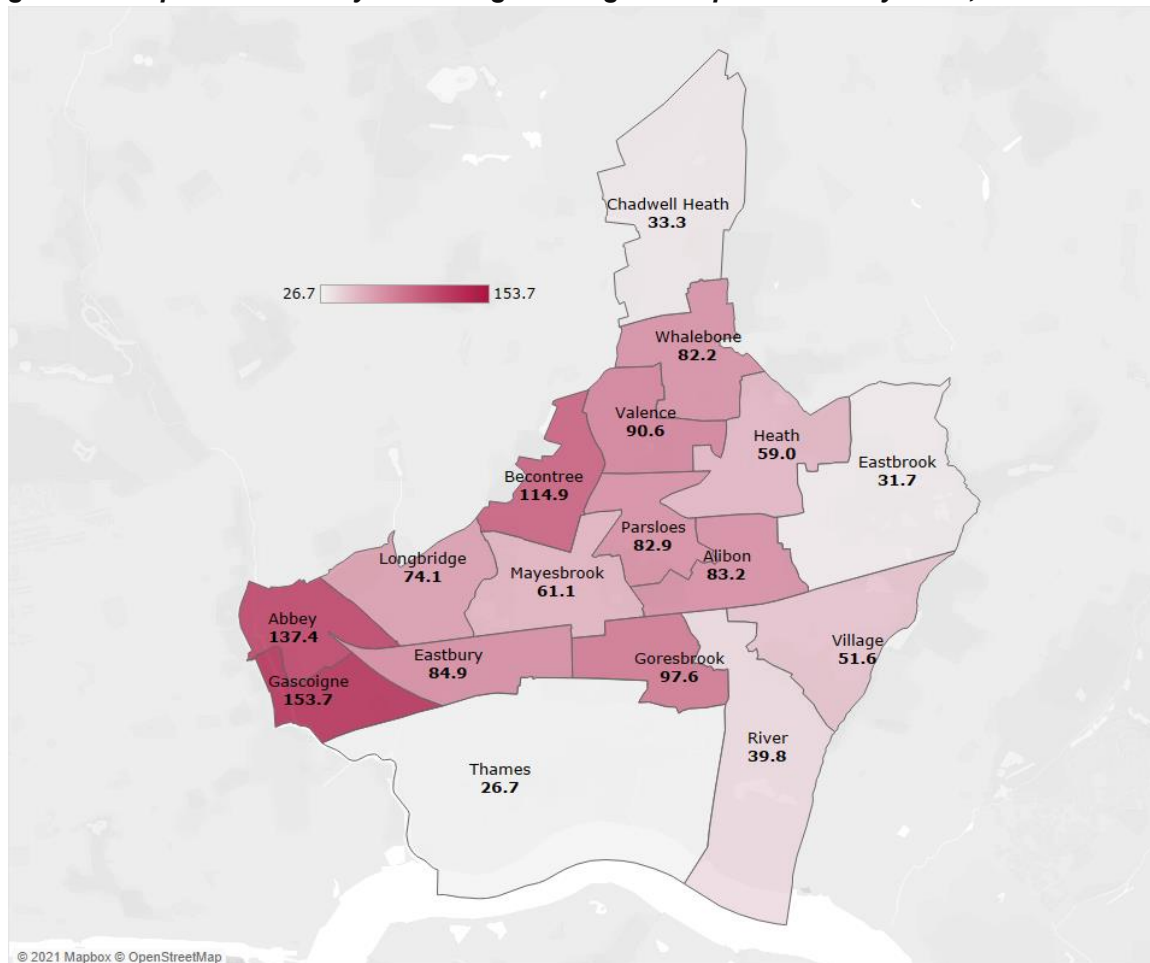 Chadwell Heath
33.3
26.7
153.7
Whalebone
82.2
Valence
90.6
Heath
59.0
Eastbrook
31.7
Becontree
114.9
Parsloes
82.9
Alibon
83.2
Longbridge
74.1
Mayesbrook
61.1
Abbey
137.4
Village
51.6
Eastbury
84.9
Goresbrook
97.6
Gascoigne
153.7
River
39.8
Thames
26.7
© 2021 Mapbox © OpenStreetMap